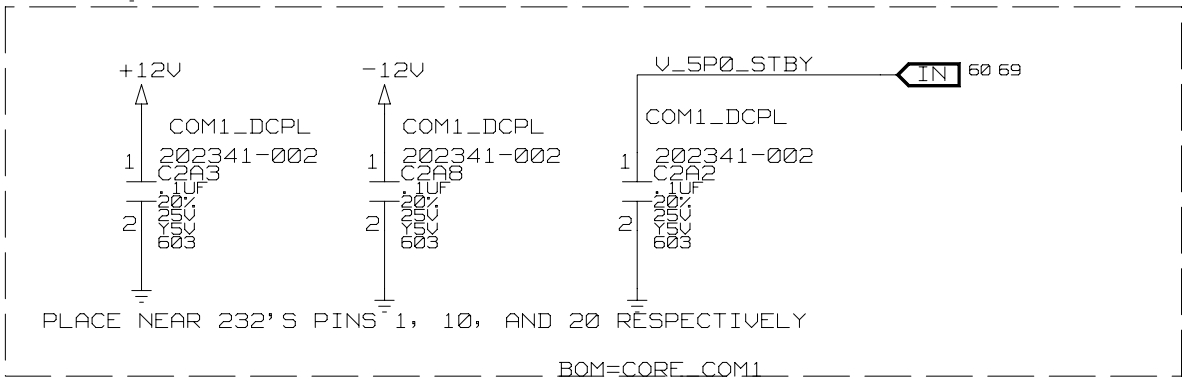 +12V
-12V
V_5P0_STBY
IN
60 69
COM1_DCPL
1
202341-002
C2A3
.1UF
20%
25V
Y5V
603
2
COM1_DCPL
1
202341-002
C2A8
.1UF
20%
25V
Y5V
603
2
COM1_DCPL
1
202341-002
C2A2
.1UF
20%
25V
Y5V
603
2
PLACE NEAR 232'S PINS 1, 10, AND 20 RESPECTIVELY
BOM=CORE_COM1